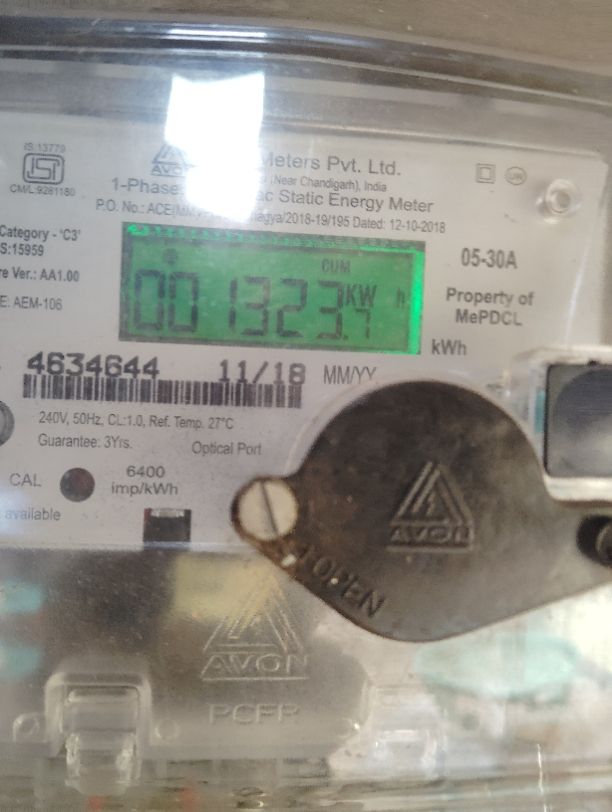 IS:13779
ISI
CM/L:9281180
AVON Meters Pvt. Ltd.
(Near Chandigarh), India
1-Phase ac Static Energy Meter
P.O. No.: 2018-19/195 Dated: 12-10-2018
Category - 'C3'
S:15959
re Ver.: AA1.00
E: AEM-106
CUM
001323.7 KW h
kWh
05-30A
Property of
MePDCL
4634644 11/18 MM/YY
240V, 50Hz, CL:1.0, Ref. Temp. 27°C
Guarantee: 3Yrs.
Optical Port
CAL
6400
imp/kWh
available
AVON
OPEN
AVON